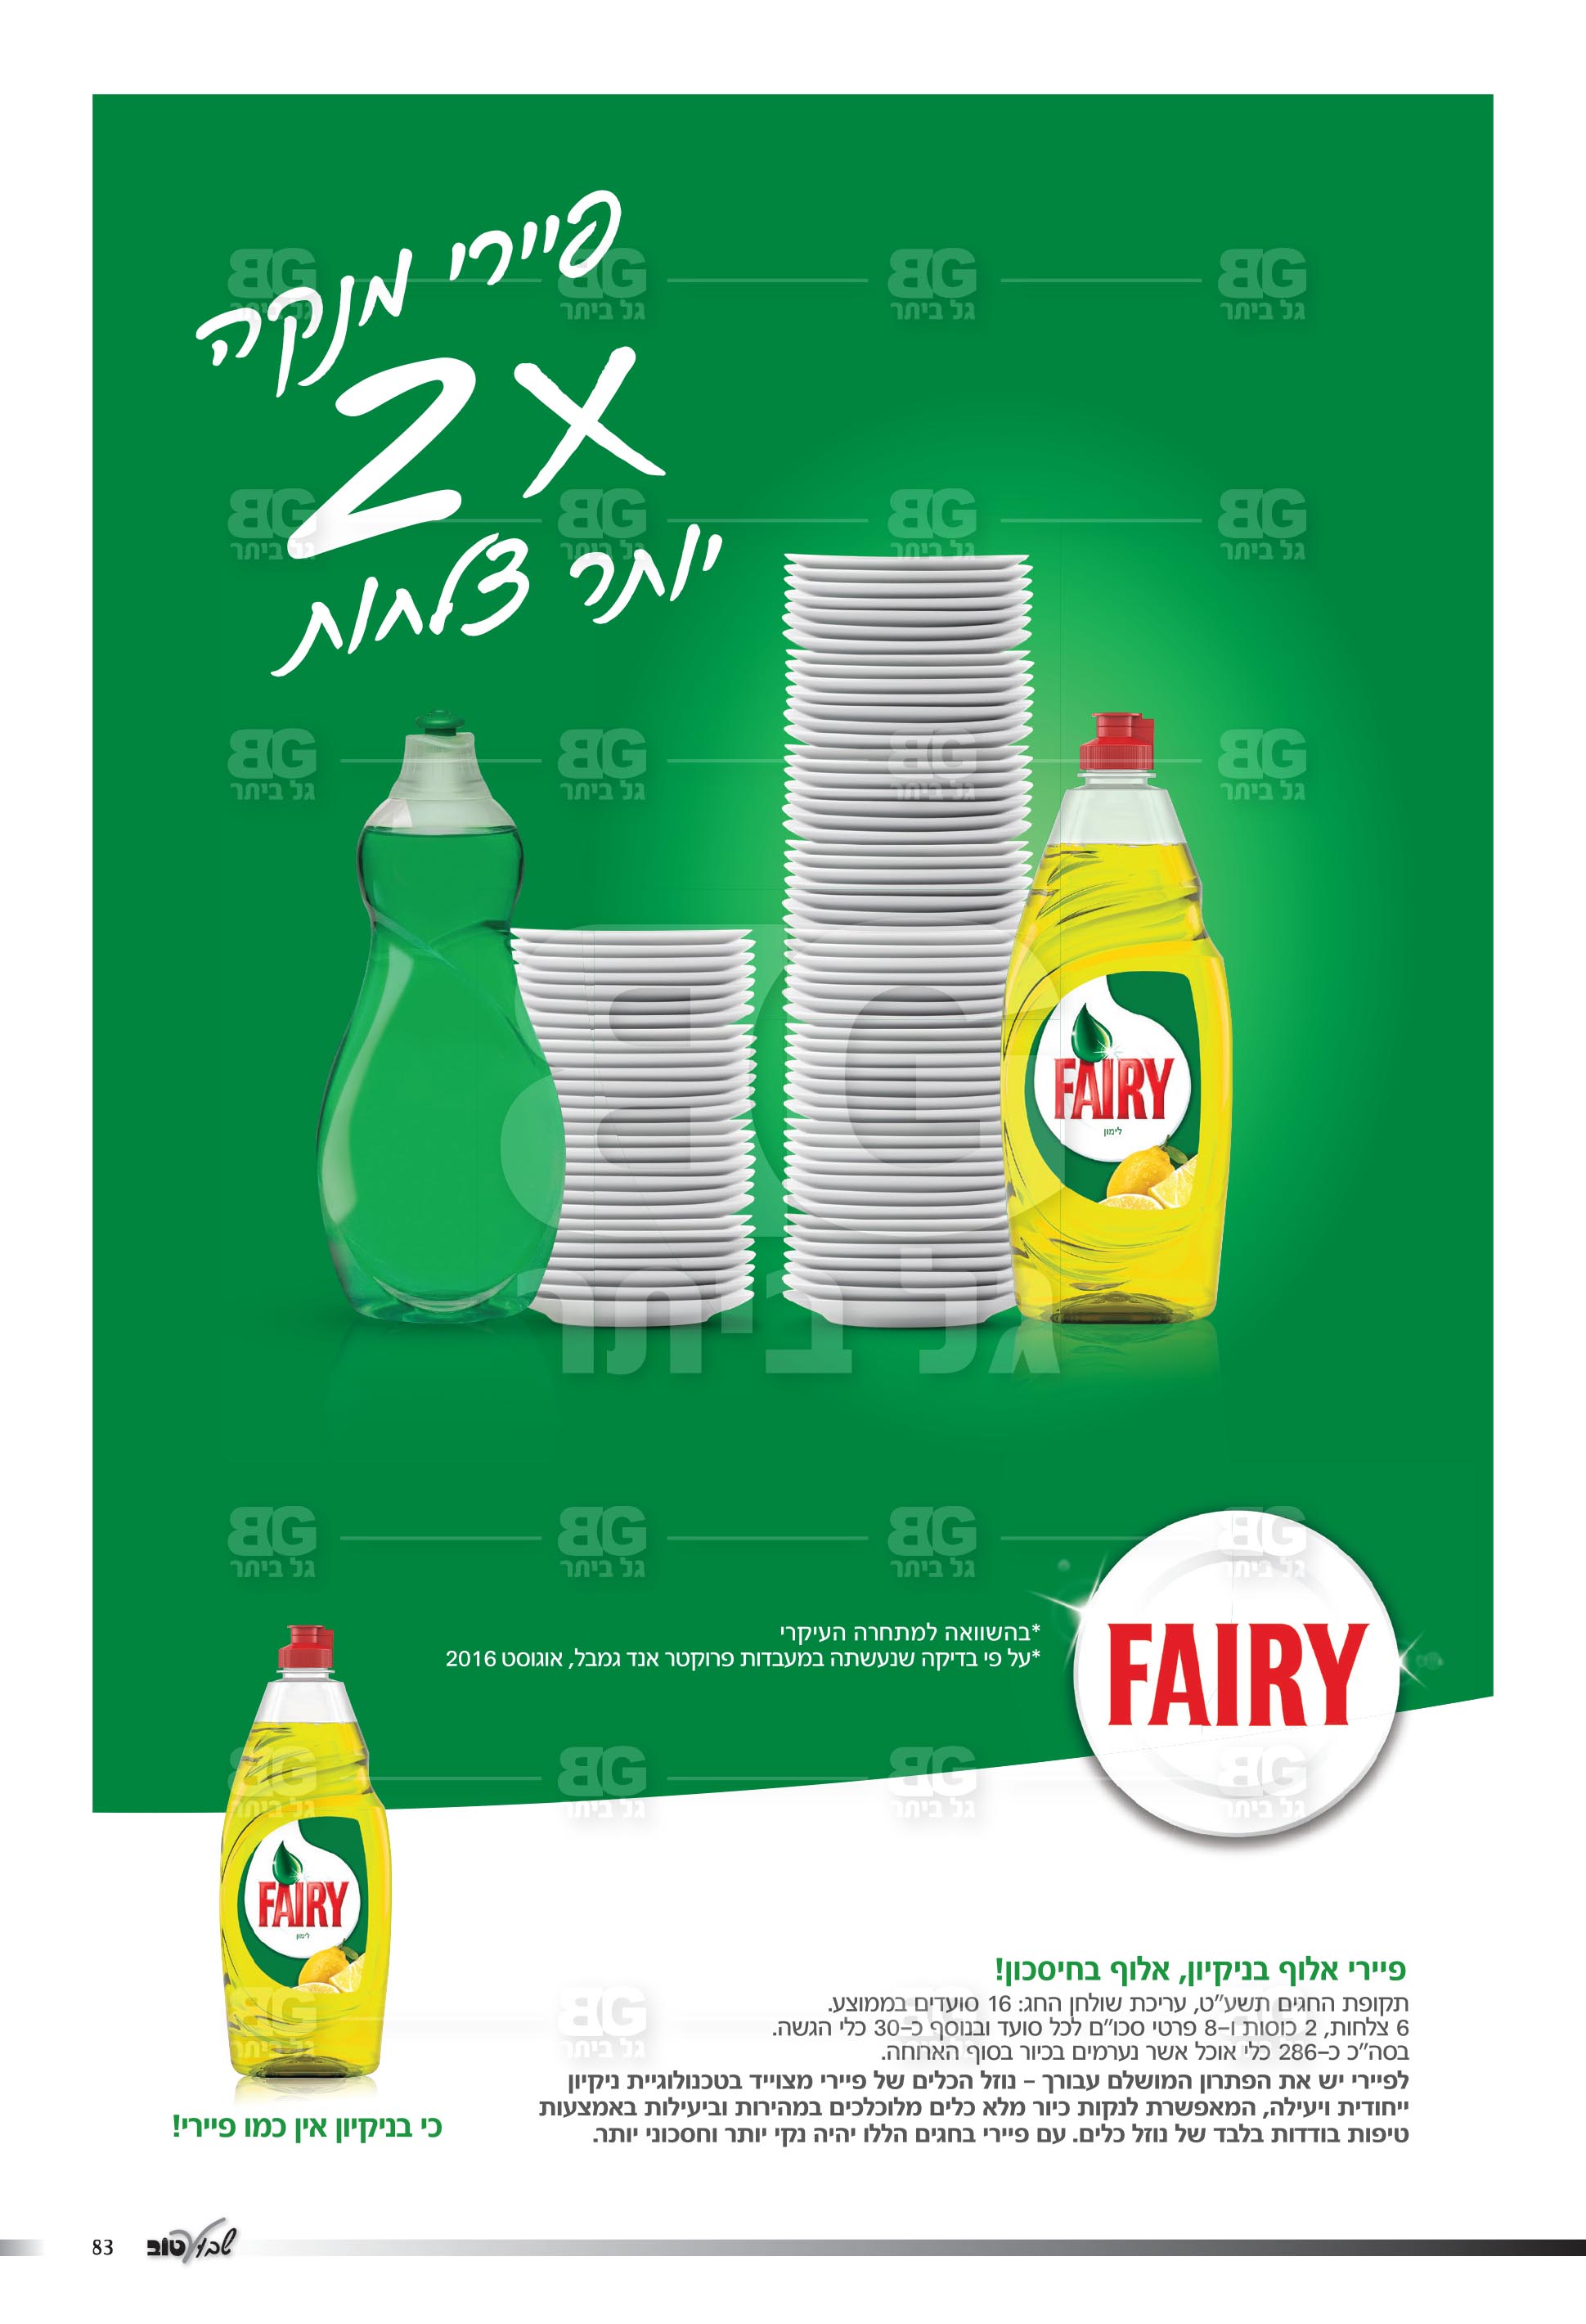 פיירי מנקה
2X
יותר צלחות
FAIRY
לימון
*בהשוואה למתחרה העיקרי
*על פי בדיקה שנעשתה במעבדות פרוקטר אנד גמבל, אוגוסט 2016
FAIRY
FAIRY
לימון
פיירי אלוף בניקיון, אלוף בחיסכון!
תקופת החגים תשע"ט, עריכת שולחן החג: 16 סועדים בממוצע.
6 צלחות, 2 כוסות ו-8 פרטי סכו"ם לכל סועד ובנוסף כ-30 כלי הגשה.
בסה"כ כ-286 כלי אוכל אשר נערמים בכיור בסוף הארוחה.
לפיירי יש את הפתרון המושלם עבורך – נוזל הכלים של פיירי מצוייד בטכנולוגיית ניקיון
ייחודית ויעילה, המאפשרת לנקות כיור מלא כלים מלוכלכים במהירות וביעילות באמצעות
טיפות בודדות בלבד של נוזל כלים. עם פיירי בחגים הללו יהיה נקי יותר וחסכוני יותר.
כי בניקיון אין כמו פיירי!
83 שבוע טוב
BG
גל ביתר